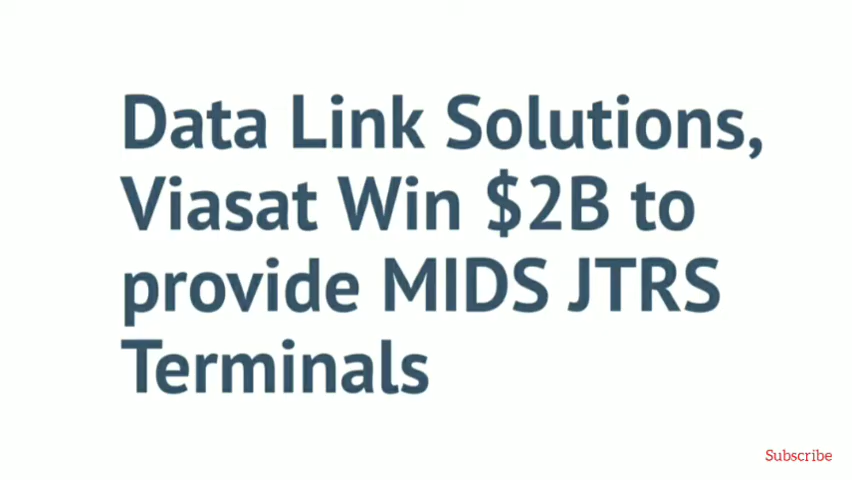 Data Link Solutions,
Viasat Win $2B to
provide MIDS JTRS
Terminals
Subscribe